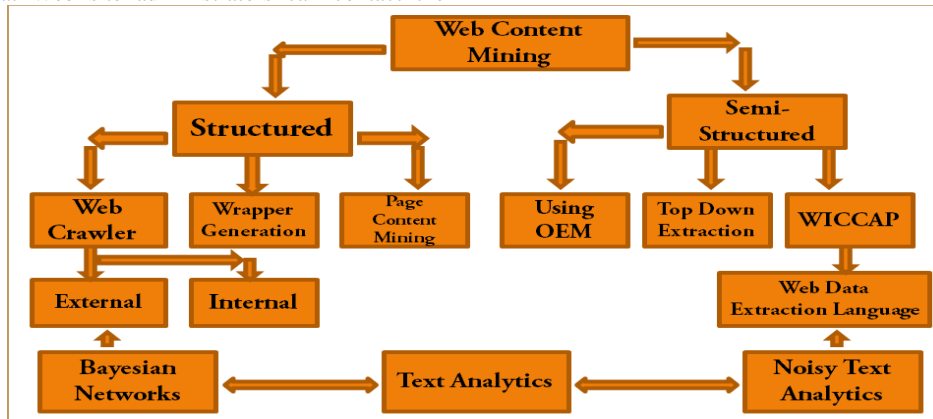 Web Content
Mining
Structured
Semi-
Structured
Web
Crawler
Wrapper
Generation
Page
Content
Mining
Using
OEM
Top Down
Extraction
WICCAP
External
Internal
Web Data
Extraction Language
Bayesian
Networks
Text Analytics
Noisy Text
Analytics